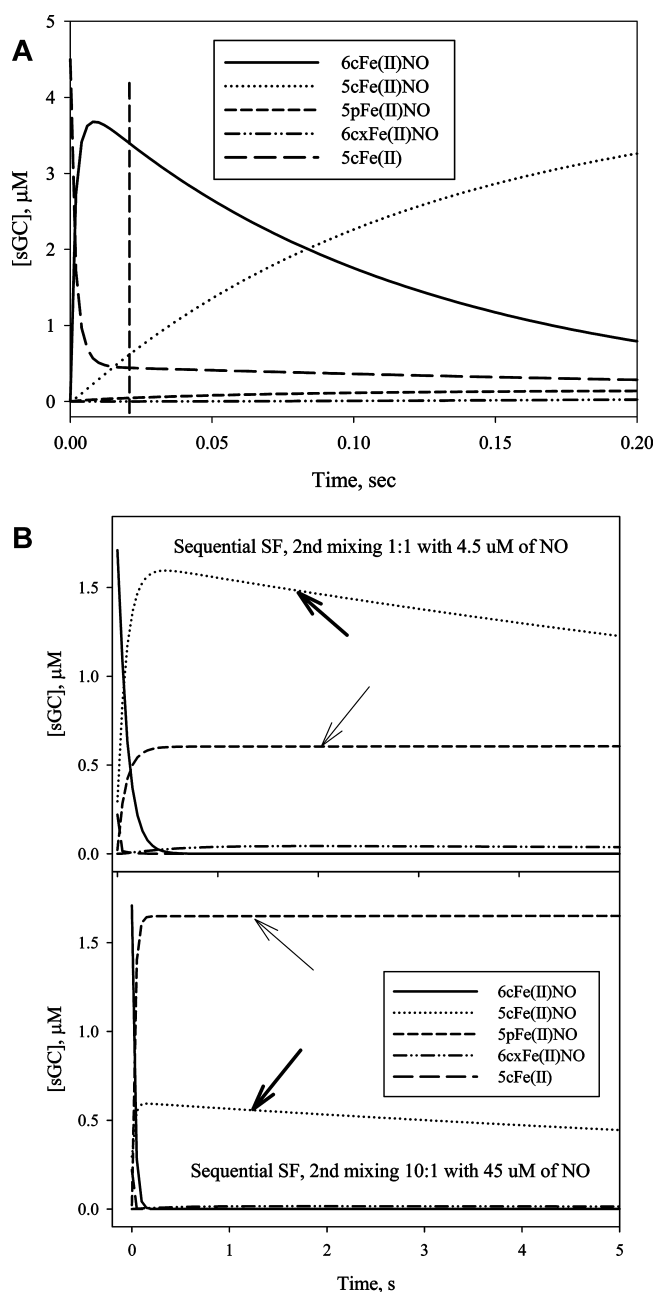 A
5
4
3
2
1
0
[sGC], µM
6cFe(II)NO
5cFe(II)NO
5pFe(II)NO
6cxFe(II)NO
5cFe(II)
0.00 0.05 0.10 0.15 0.20
Time, sec
B
Sequential SF, 2nd mixing 1:1 with 4.5 uM of NO
1.5
1.0
0.5
0.0
[sGC], µM
1.5
1.0
0.5
0.0
[sGC], µM
6cFe(II)NO
5cFe(II)NO
5pFe(II)NO
6cxFe(II)NO
5cFe(II)
Sequential SF, 2nd mixing 10:1 with 45 uM of NO
0 1 2 3 4 5
Time, s